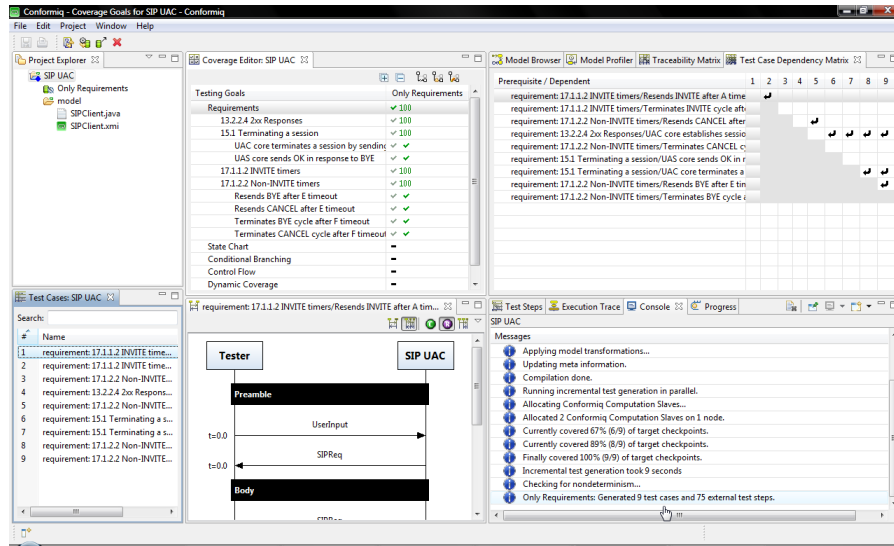 Conformiq - Coverage Goals for SIP UAC - Conformiq
File Edit Project Window Help
Project Explorer
SIP UAC
Only Requirements
model
SIPClient.java
SIPClient.xmi
Coverage Editor: SIP UAC
Testing Goals Only Requirements
Requirements 100
13.2.2.4 2xx Responses 100
15.1 Terminating a session 100
UAC core terminates a session by sending
UAS core sends OK in response to BYE
17.1.1.2 INVITE timers 100
17.1.2.2 Non-INVITE timers 100
Resends BYE after E timeout
Resends CANCEL after E timeout
Terminates BYE cycle after F timeout
Terminates CANCEL cycle after F timeout
State Chart
Conditional Branching
Control Flow
Dynamic Coverage
Model Browser Model Profiler Traceability Matrix Test Case Dependency Matrix
Prerequisite / Dependent 1 2 3 4 5 6 7 8 9
requirement: 17.1.1.2 INVITE timers/Resends INVITE after A time
requirement: 17.1.1.2 INVITE timers/Terminates INVITE cycle afte
requirement: 17.1.2.2 Non-INVITE timers/Resends CANCEL after
requirement: 13.2.2.4 2xx Responses/UAC core establishes sessio
requirement: 17.1.2.2 Non-INVITE timers/Terminates CANCEL cy
requirement: 15.1 Terminating a session/UAS core sends OK in r
requirement: 15.1 Terminating a session/UAC core terminates a
requirement: 17.1.2.2 Non-INVITE timers/Resends BYE after E tin
requirement: 17.1.2.2 Non-INVITE timers/Terminates BYE cycle a
Test Cases: SIP UAC
Search:
# Name
1 requirement: 17.1.1.2 INVITE time...
2 requirement: 17.1.1.2 INVITE time...
3 requirement: 17.1.2.2 Non-INVITE...
4 requirement: 13.2.2.4 2xx Respons...
5 requirement: 17.1.2.2 Non-INVITE...
6 requirement: 15.1 Terminating a s...
7 requirement: 15.1 Terminating a s...
8 requirement: 17.1.2.2 Non-INVITE...
9 requirement: 17.1.2.2 Non-INVITE...
requirement: 17.1.1.2 INVITE timers/Resends INVITE after A tim...
Tester SIP UAC
Preamble
UserInput
t=0.0
SIPReq
t=0.0
Body
Test Steps Execution Trace Console Progress
SIP UAC
Messages
Applying model transformations...
Updating meta information.
Compilation done.
Running incremental test generation in parallel.
Allocating Conformiq Computation Slaves...
Allocated 2 Conformiq Computation Slaves on 1 node.
Currently covered 67% (6/9) of target checkpoints.
Currently covered 89% (8/9) of target checkpoints.
Finally covered 100% (9/9) of target checkpoints.
Incremental test generation took 9 seconds
Checking for nondeterminism...
Only Requirements: Generated 9 test cases and 75 external test steps.